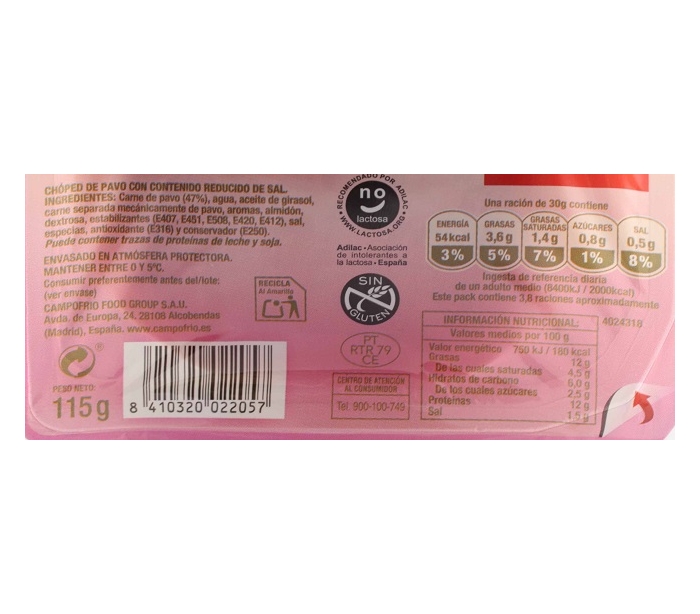 CHÓPED DE PAVO CON CONTENIDO REDUCIDO DE SAL.
INGREDIENTES: Carne de pavo (47%), agua, aceite de girasol,
carne separada mecánicamente de pavo, aromas, almidón,
dextrosa, estabilizantes (E407, E451, E508, E420, E412), sal,
especias, antioxidante (E316) y conservador (E250).
Puede contener trazas de proteínas de leche y soja.
ENVASADO EN ATMÓSFERA PROTECTORA.
MANTENER ENTRE 0 Y 5ºC.
Consumir preferentemente antes del/lote:
(ver envase)
CAMPOFRIO FOOD GROUP S.A.U.
Avda. de Europa, 24, 28108 Alcobendas
(Madrid), España, www.campofrio.es
RECICLA
Al Amarillo
®
PESO NETO:
115g
8 410320 022057
RECOMENDADO POR ADILAC
no
lactosa
WWW.LACTOSA.ORG
Adilac • Asociación
de intolerantes a
la lactosa • España
SIN
GLUTEN
PT
RTR 79
CE
CENTRO DE ATENCIÓN
AL CONSUMIDOR
Tel. 900-100-749
Una ración de 30g contiene
ENERGÍA 54 kcal 3%
GRASAS 3,6 g 5%
GRASAS SATURADAS 1,4 g 7%
AZÚCARES 0,8 g 1%
SAL 0,5 g 8%
Ingesta de referencia diaria
de un adulto medio (8400kJ / 2000kcal)
Este pack contiene 3,8 raciones aproximadamente
INFORMACIÓN NUTRICIONAL: 4024318
Valores medios por 100 g
Valor energético 750 kJ / 180 kcal
Grasas 12 g
De las cuales saturadas 4,5 g
Hidratos de carbono 6,0 g
De los cuales azúcares 2,5 g
Proteínas 12 g
Sal 1,5 g